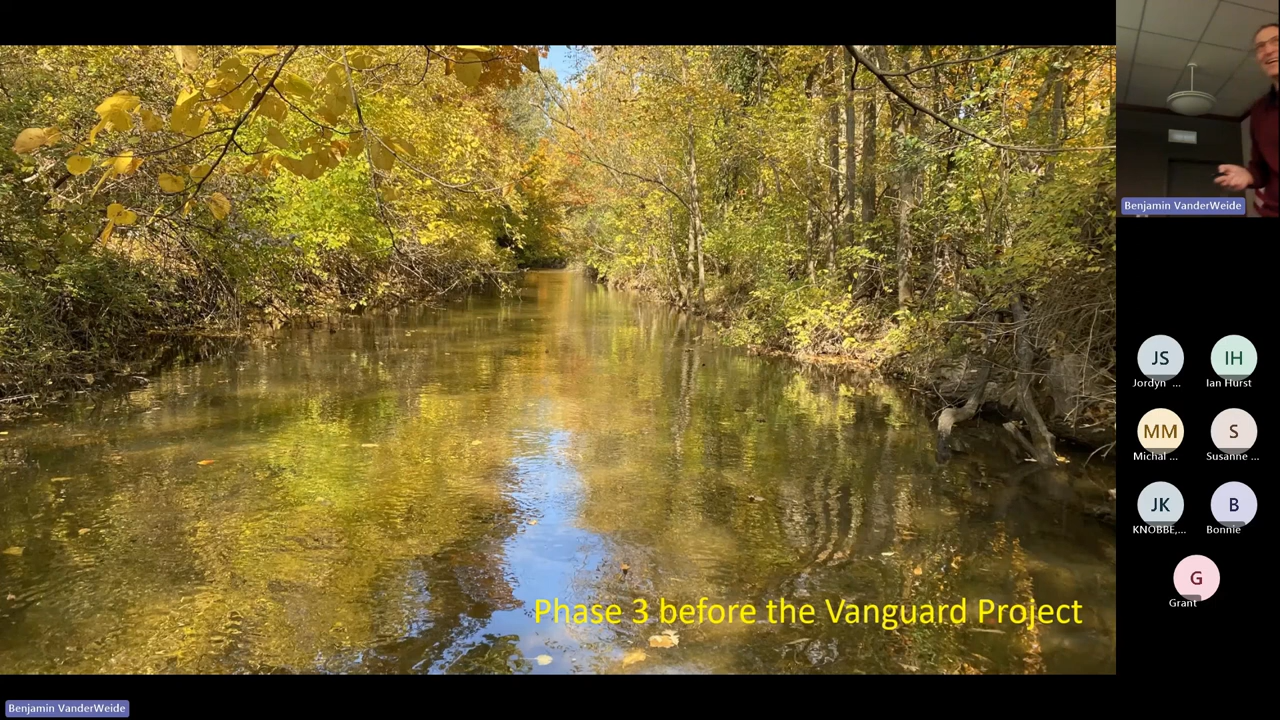 Phase 3 before the Vanguard Project
Benjamin VanderWeide
Benjamin VanderWeide
JS
IH
Jordyn ...
Ian Hurst
MM
S
Michal ...
Susanne ...
JK
B
KNOBBE,...
Bonnie
G
Grant